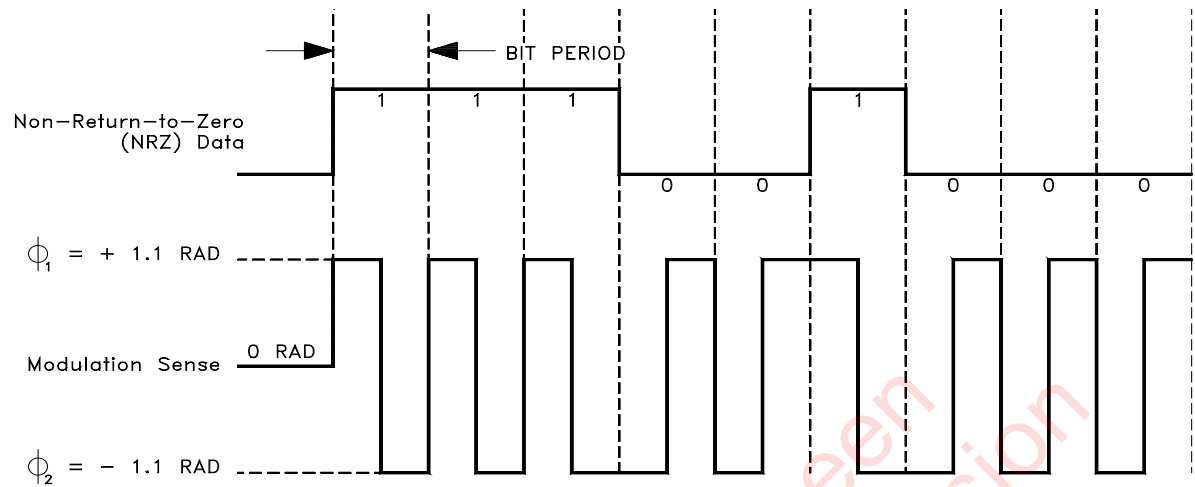 BIT PERIOD
1 1 1 1
Non-Return-to-Zero
(NRZ) Data
0 0 0 0 0
ϕ1 = + 1.1 RAD
0 RAD
Modulation Sense
ϕ2 = - 1.1 RAD